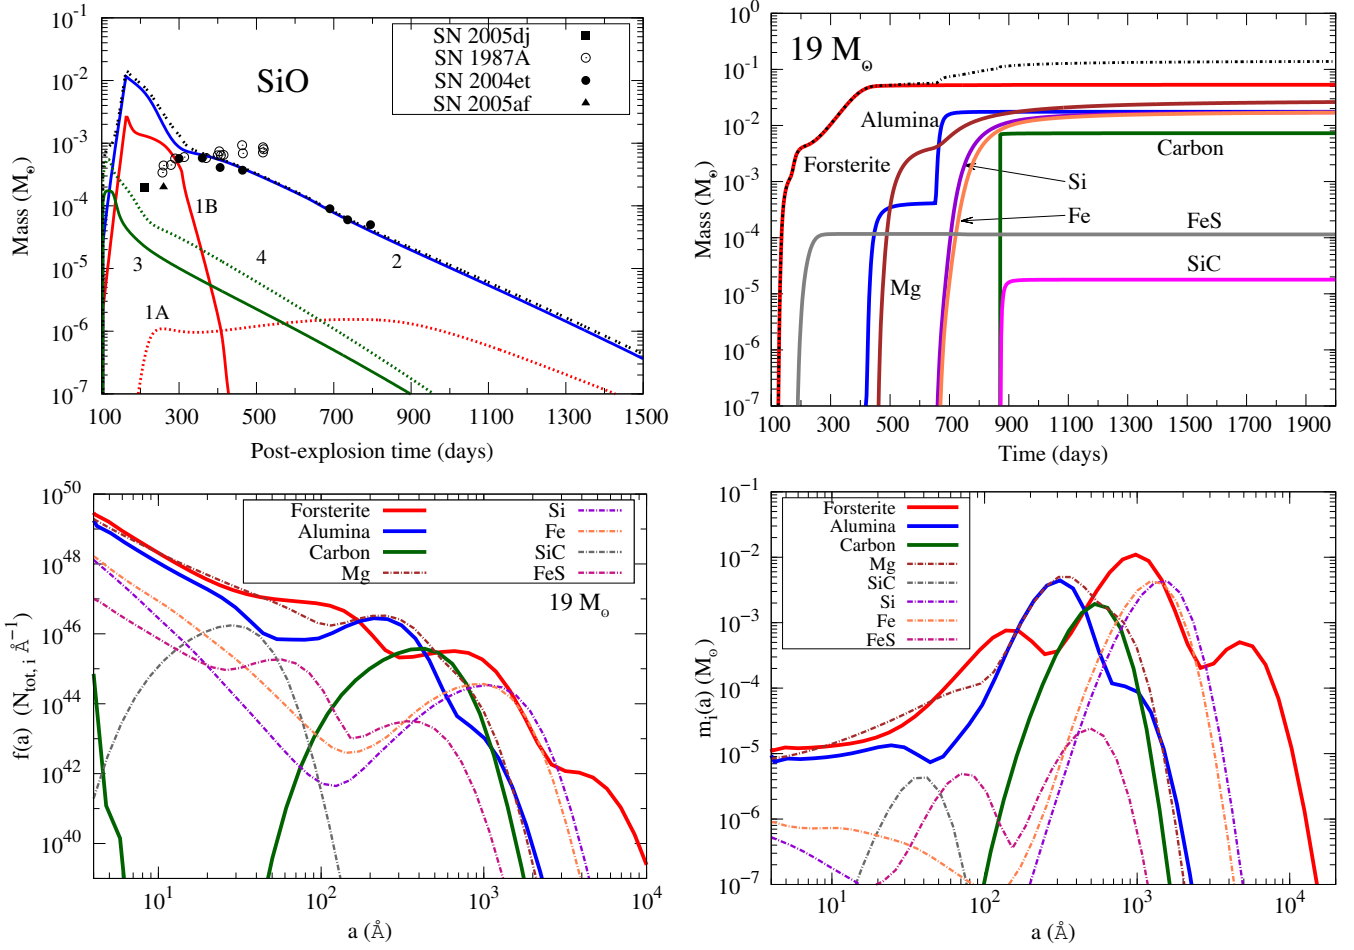 SiO
SN 2005dj
SN 1987A
SN 2004et
SN 2005af
1B
3
4
2
1A
10^-1
10^-2
10^-3
10^-4
10^-5
10^-6
10^-7
Mass (M⊙)
100 300 500 700 900 1100 1300 1500
Post-explosion time (days)
19 M⊙
Alumina
Forsterite
Carbon
Si
Fe
FeS
SiC
Mg
10^0
10^-1
10^-2
10^-3
10^-4
10^-5
10^-6
10^-7
Mass (M⊙)
100 300 500 700 900 1100 1300 1500 1700 1900
Time (days)
Forsterite
Alumina
Carbon
Mg
Si
Fe
SiC
FeS
19 M⊙
10^50
10^48
10^46
10^44
10^42
10^40
f(a) (N_tot, i Å^-1)
10^1 10^2 10^3 10^4
a (Å)
Forsterite
Alumina
Carbon
Mg
SiC
Si
Fe
FeS
10^-1
10^-2
10^-3
10^-4
10^-5
10^-6
10^-7
m_i(a) (M⊙)
10^1 10^2 10^3 10^4
a (Å)